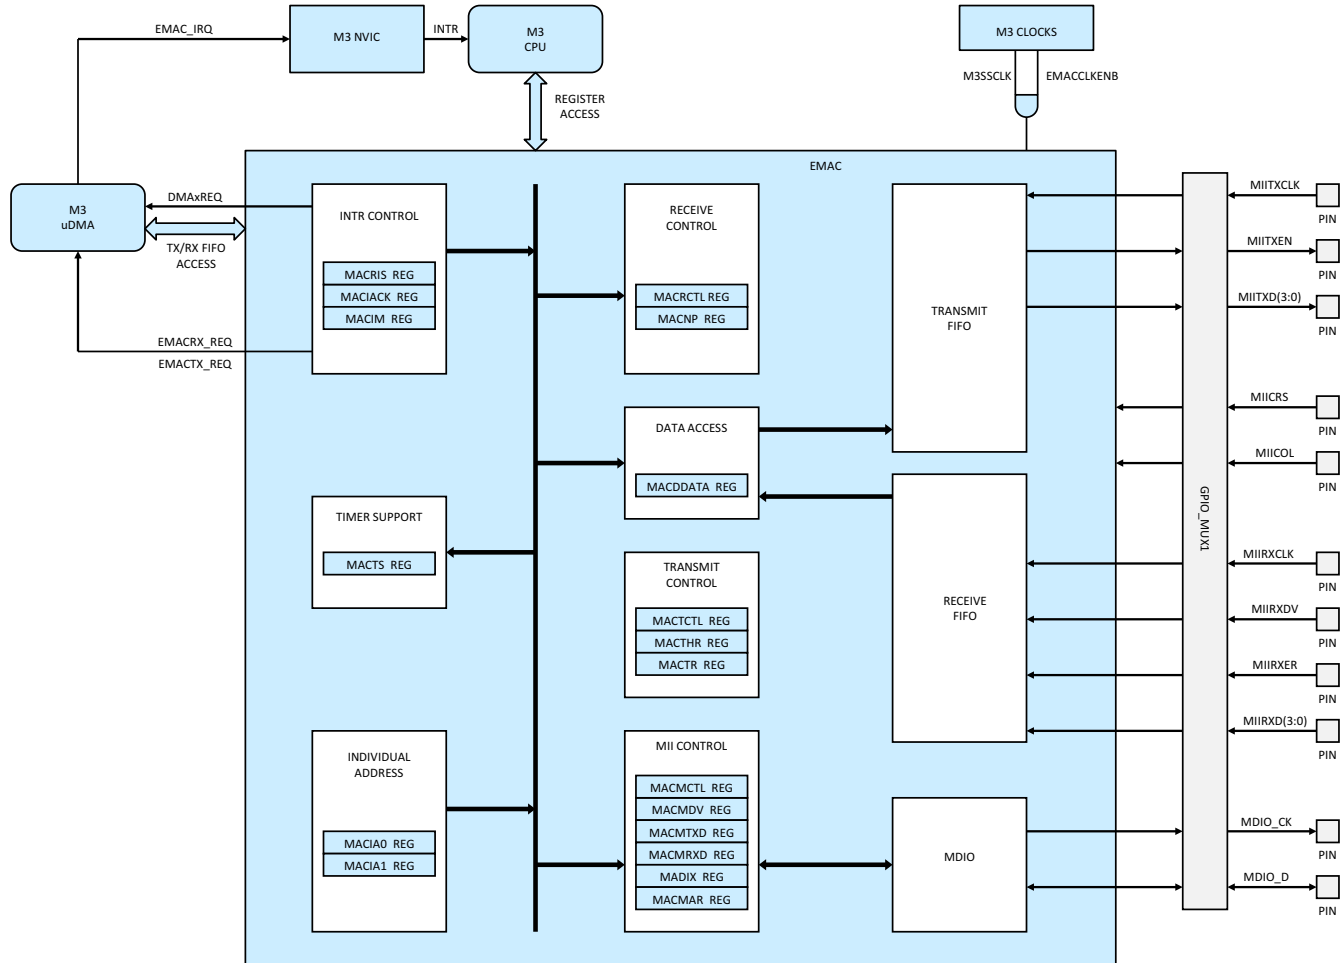 EMAC_IRQ
M3 NVIC
INTR
M3
CPU
M3 CLOCKS
M3SSCLK
EMACCLKENB
REGISTER
ACCESS
EMAC
M3
uDMA
DMAxREQ
TX/RX FIFO
ACCESS
EMACRX_REQ
EMACTX_REQ
INTR CONTROL
MACRIS REG
MACIACK REG
MACIM REG
TIMER SUPPORT
MACTS REG
INDIVIDUAL
ADDRESS
MACIA0 REG
MACIA1 REG
RECEIVE
CONTROL
MACRCTL REG
MACNP REG
DATA ACCESS
MACDDATA REG
TRANSMIT
CONTROL
MACTCTL REG
MACTHR REG
MACTR REG
MII CONTROL
MACMCTL REG
MACMDV REG
MACMTXD REG
MACMRXD REG
MADIX REG
MACMAR REG
TRANSMIT
FIFO
RECEIVE
FIFO
MDIO
GPIO_MUX1
MIITXCLK
PIN
MIITXEN
PIN
MIITXD(3:0)
PIN
MIICRS
PIN
MIICOL
PIN
MIIRXCLK
PIN
MIIRXDV
PIN
MIIRXER
PIN
MIIRXD(3:0)
PIN
MDIO_CK
PIN
MDIO_D
PIN